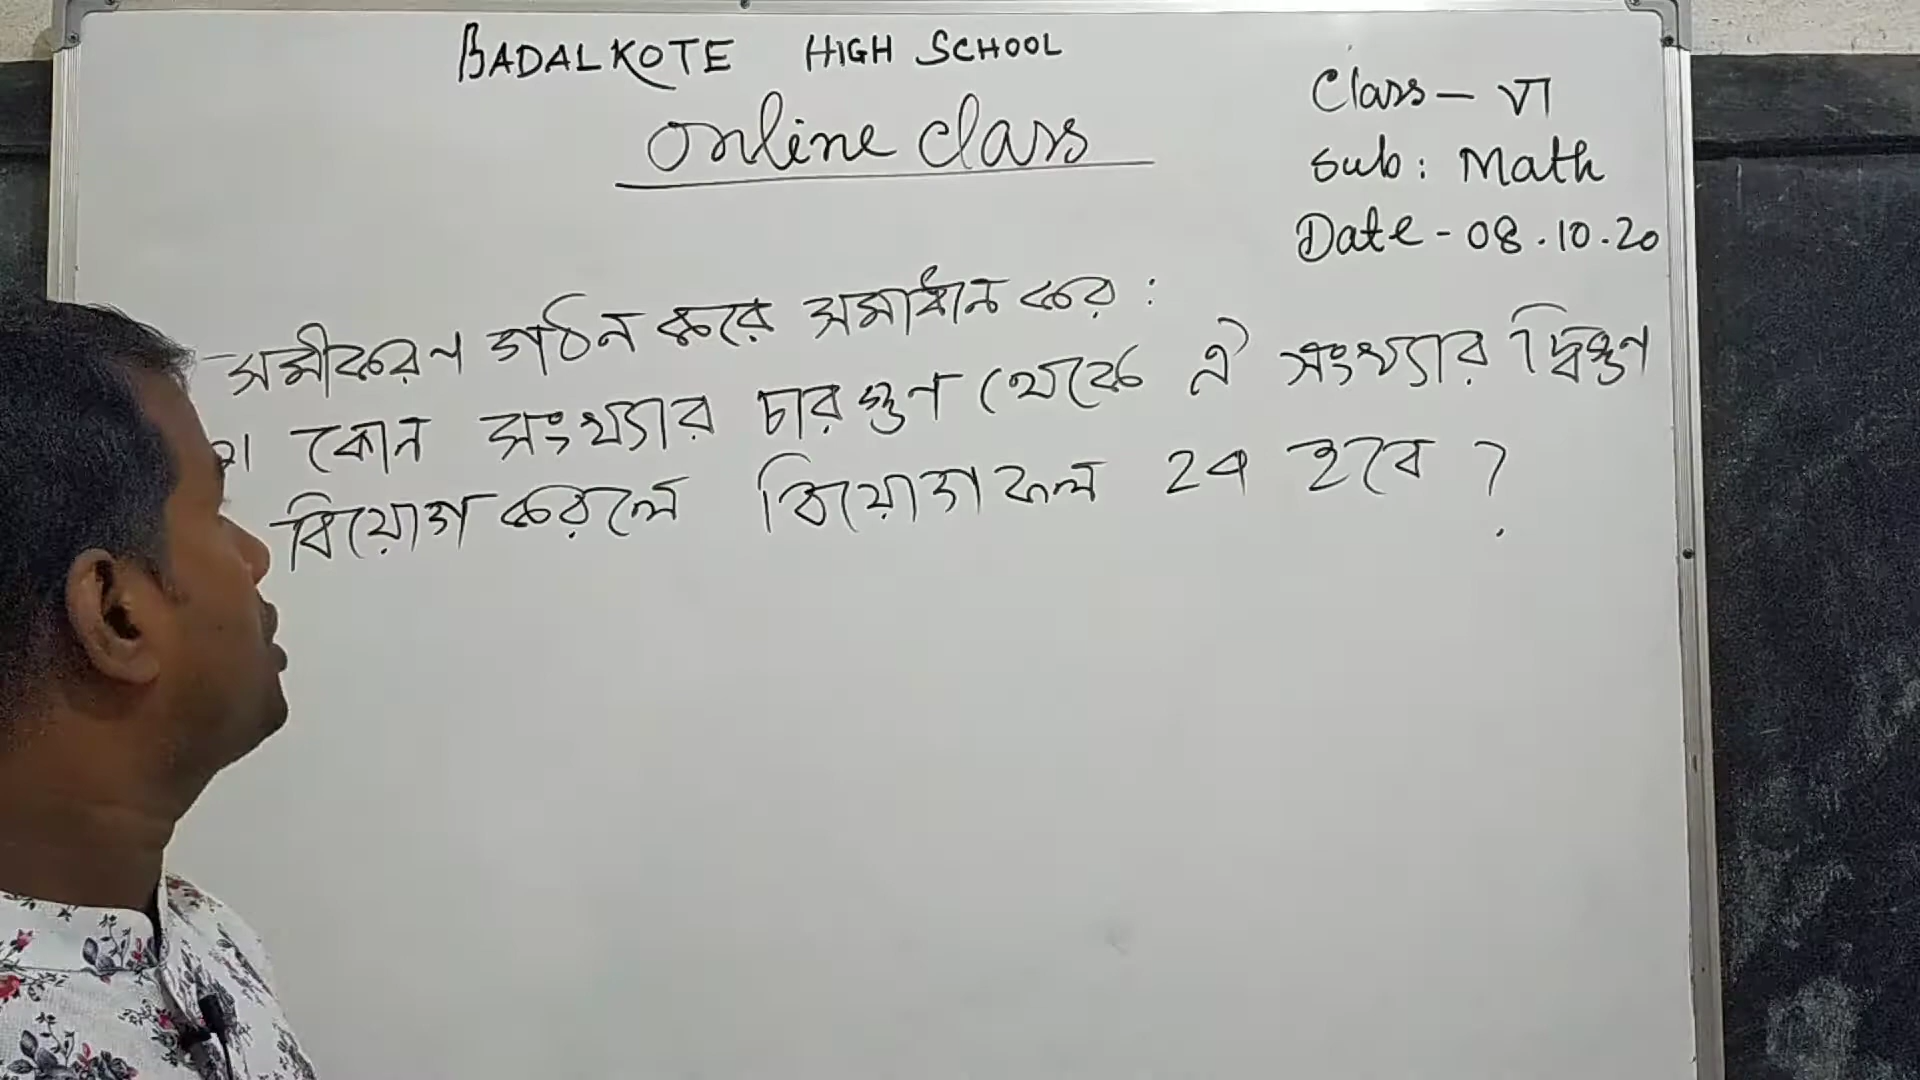 BADALKOTE HIGH SCHOOL
Online Class
Class - VI
Sub : Math
Date - 08.10.20
সমীকরণ গঠন করে সমাধান কর :
কোন সংখ্যার চারগুণ থেকে ঐ সংখ্যার দ্বিগুণ
বিয়োগ করলে বিয়োগফল 24 হবে ?